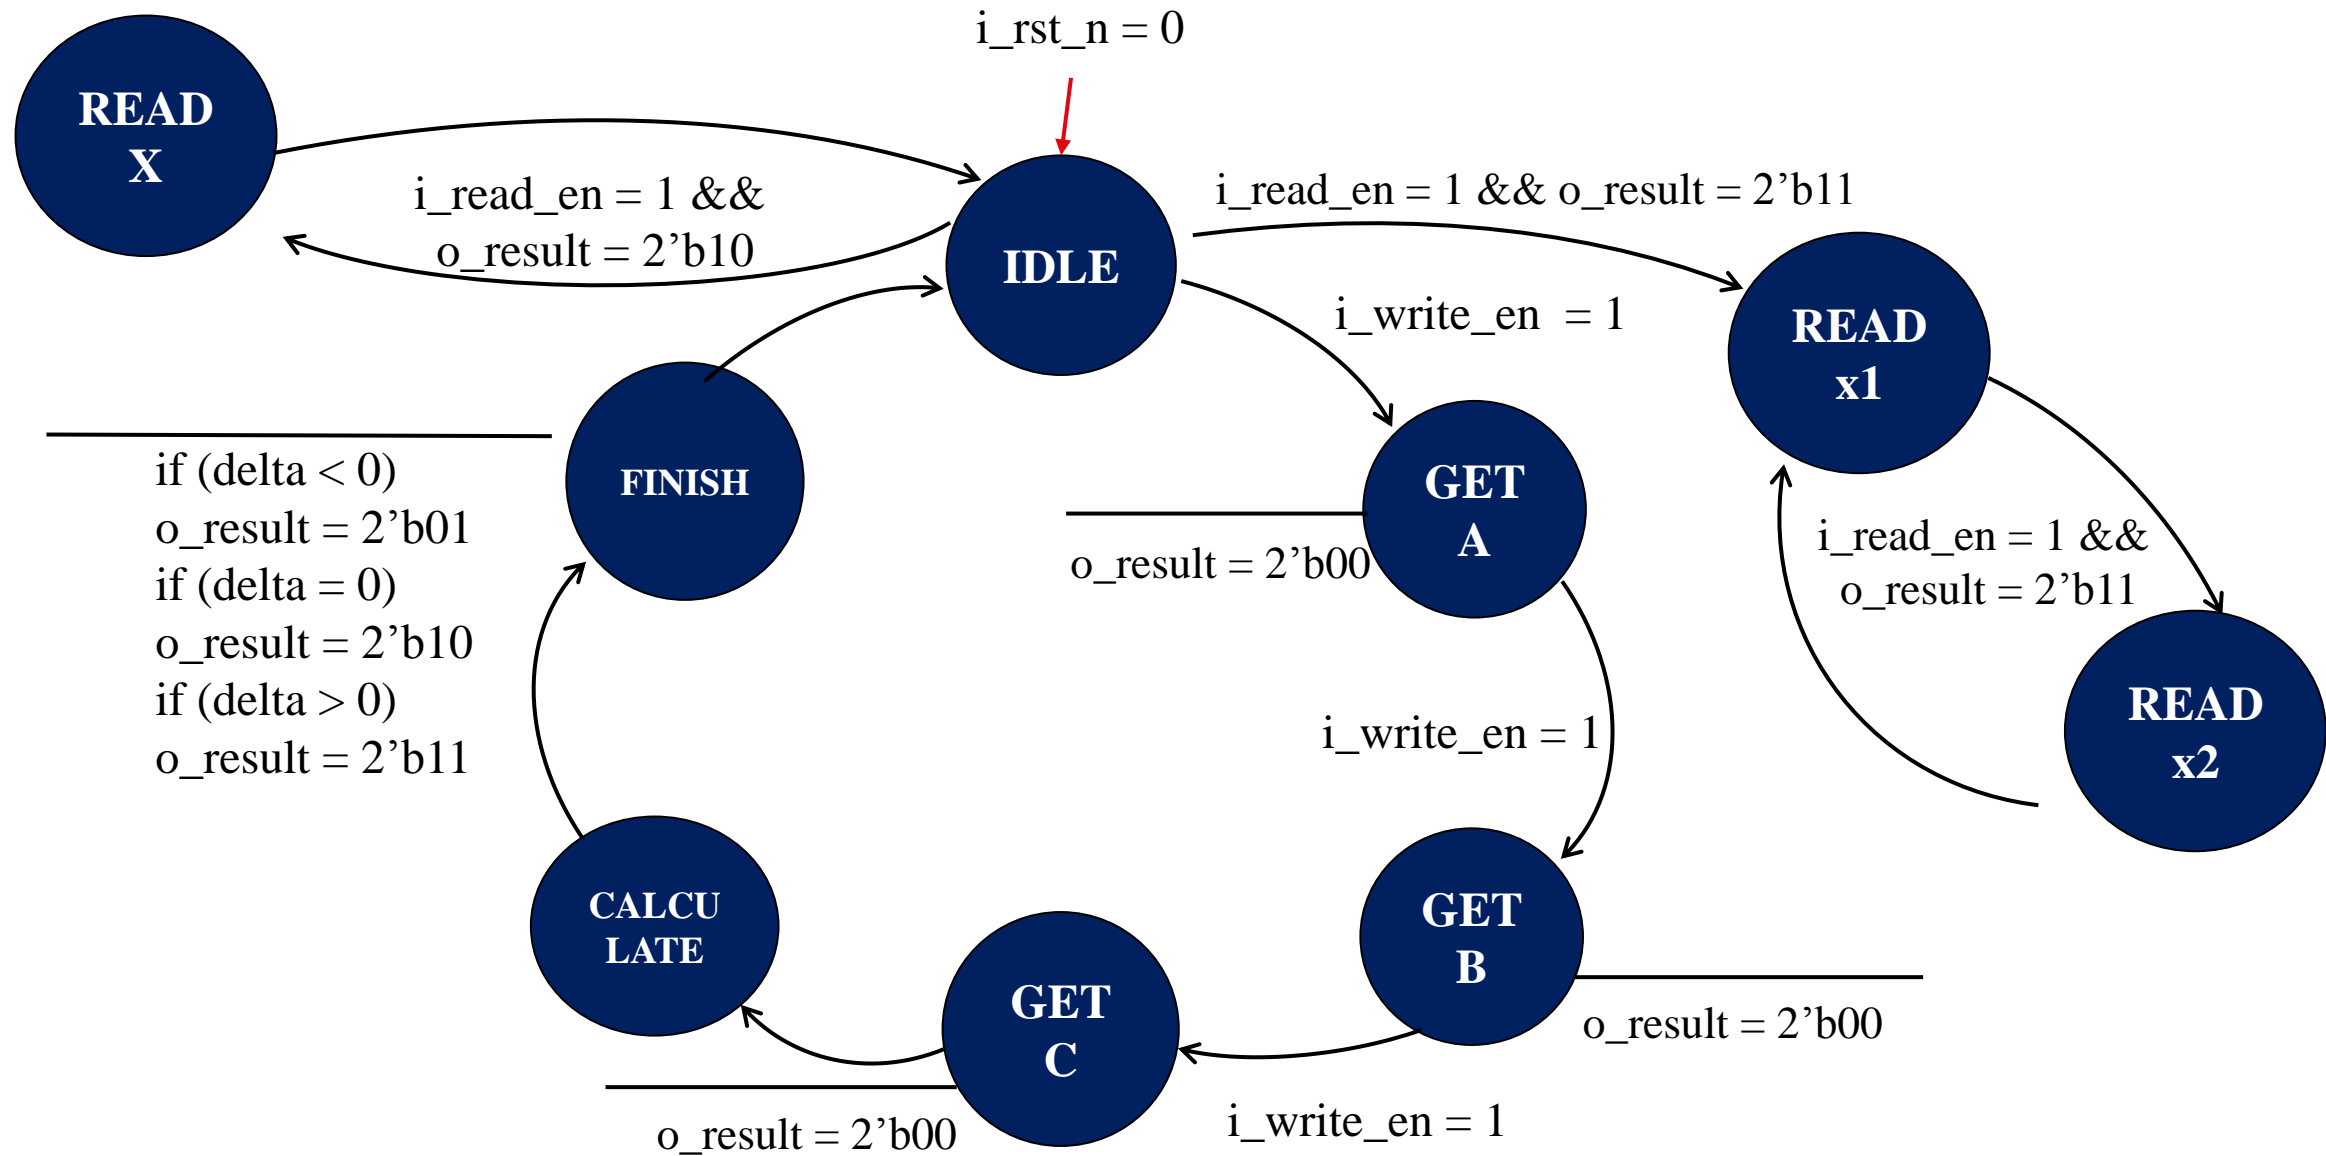 i_rst_n = 0
READ
X
i_read_en = 1 &&
o_result = 2’b10
IDLE
i_read_en = 1 && o_result = 2’b11
i_write_en  = 1
READ
x1
if (delta < 0)
o_result = 2’b01
if (delta = 0)
o_result = 2’b10
if (delta > 0)
o_result = 2’b11
FINISH
GET
A
o_result = 2’b00
i_read_en = 1 &&
o_result = 2’b11
READ
x2
i_write_en = 1
CALCU
LATE
GET
B
o_result = 2’b00
GET
C
o_result = 2’b00
i_write_en = 1